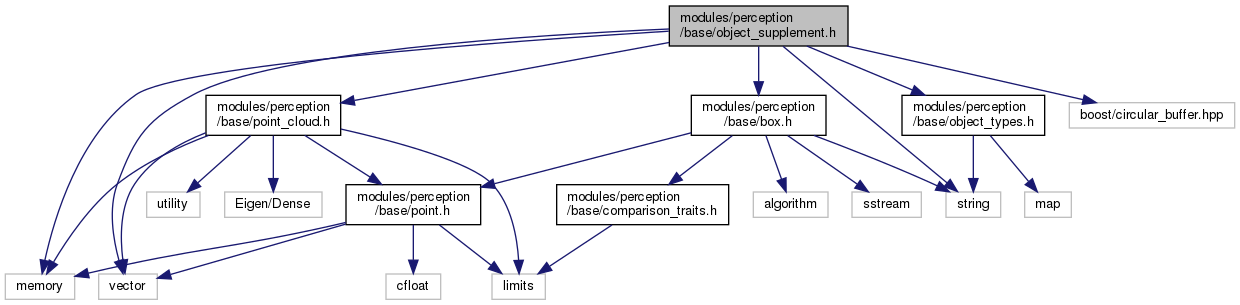 modules/perception
/base/object_supplement.h
modules/perception
/base/point_cloud.h
modules/perception
/base/box.h
modules/perception
/base/object_types.h
boost/circular_buffer.hpp
utility
Eigen/Dense
modules/perception
/base/point.h
modules/perception
/base/comparison_traits.h
algorithm
sstream
string
map
memory
vector
cfloat
limits